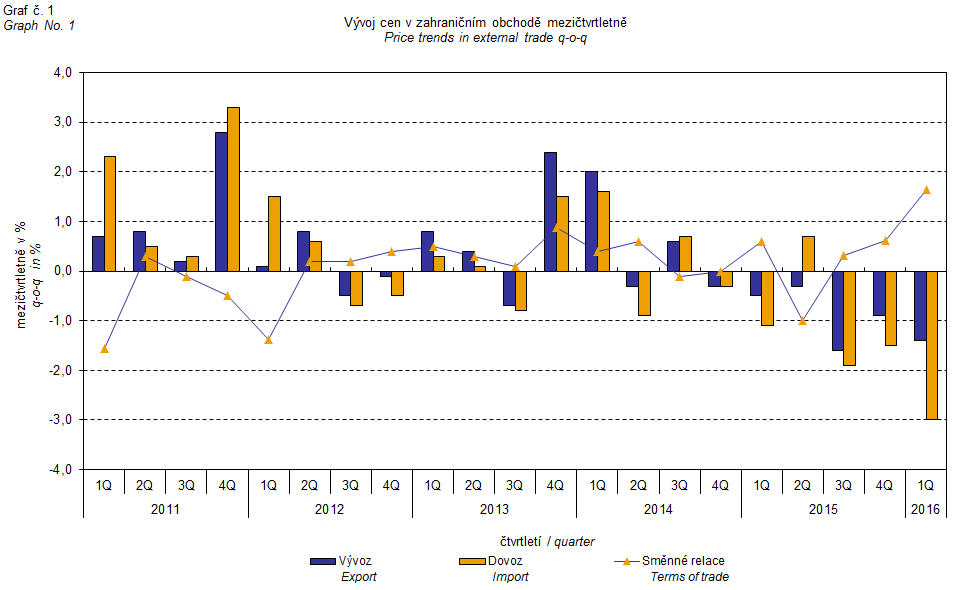 Graf č. 1
Graph No. 1
Vývoj cen v zahraničním obchodě mezičtvrtletně
Price trends in external trade q-o-q
mezičtvrtletně v %
q-o-q in %
4,0
3,0
2,0
1,0
0,0
-1,0
-2,0
-3,0
-4,0
1Q 2Q 3Q 4Q 1Q 2Q 3Q 4Q 1Q 2Q 3Q 4Q 1Q 2Q 3Q 4Q 1Q 2Q 3Q 4Q 1Q
2011 2012 2013 2014 2015 2016
čtvrtletí / quarter
Vývoz Dovoz Směnné relace
Export Import Terms of trade